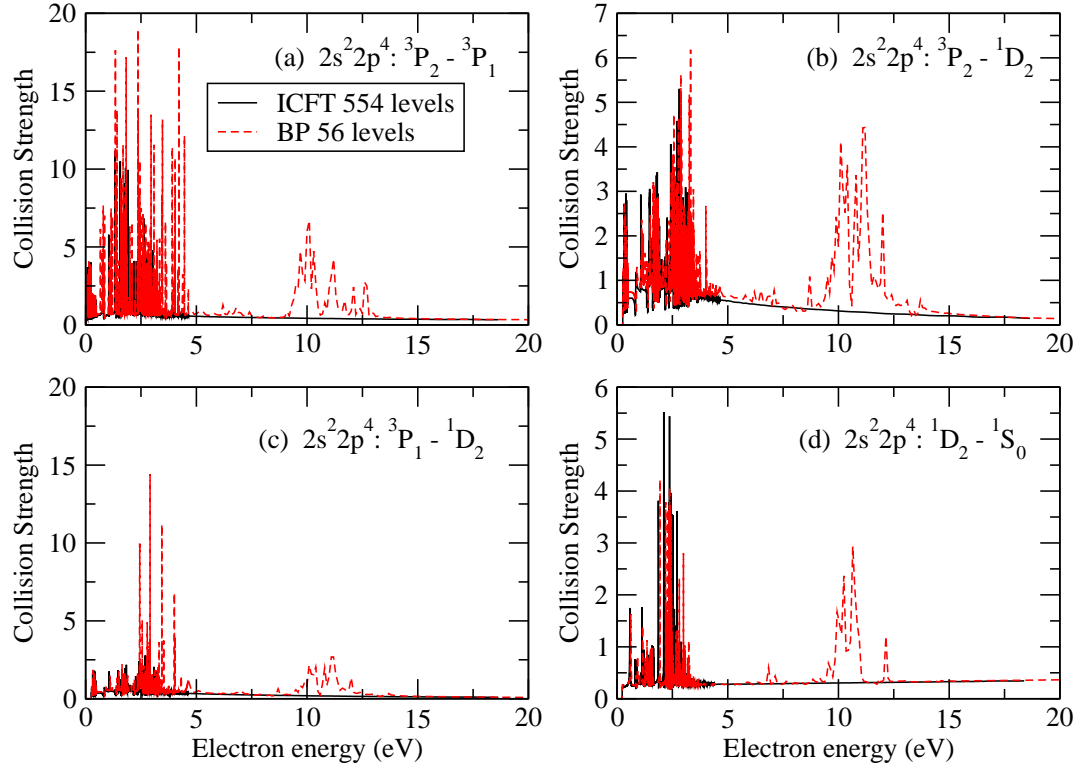 20
15
10
5
0
Collision Strength
(a) 2s²2p⁴: ³P₂ - ³P₁
ICFT 554 levels
BP 56 levels
0 5 10 15 20
7
6
5
4
3
2
1
0
Collision Strength
(b) 2s²2p⁴: ³P₂ - ¹D₂
0 5 10 15 20
20
15
10
5
0
Collision Strength
(c) 2s²2p⁴: ³P₁ - ¹D₂
0 5 10 15 20
Electron energy (eV)
6
5
4
3
2
1
0
Collision Strength
(d) 2s²2p⁴: ¹D₂ - ¹S₀
0 5 10 15 20
Electron energy (eV)